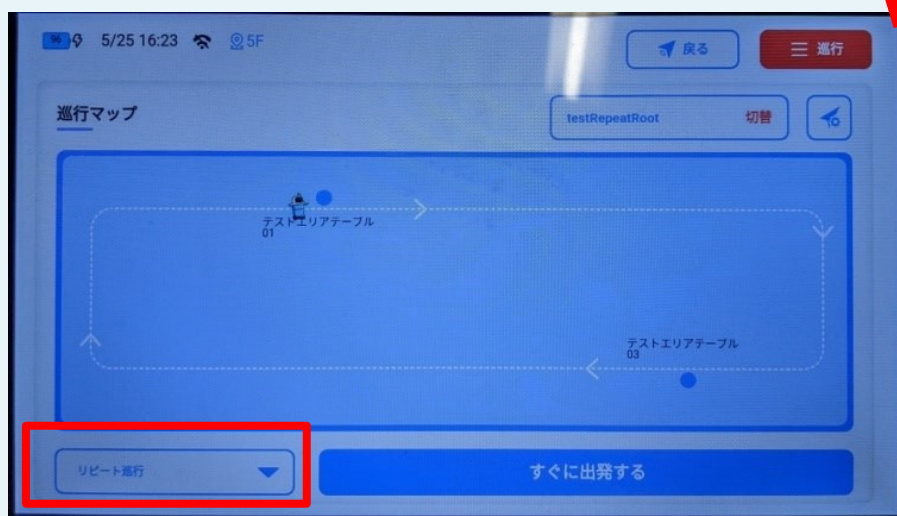 96
5/25 16:23
5F
戻る
巡行
巡行マップ
testRepeatRoot
切替
テストエリアテーブル
01
テストエリアテーブル
03
リピート巡行
すぐに出発する